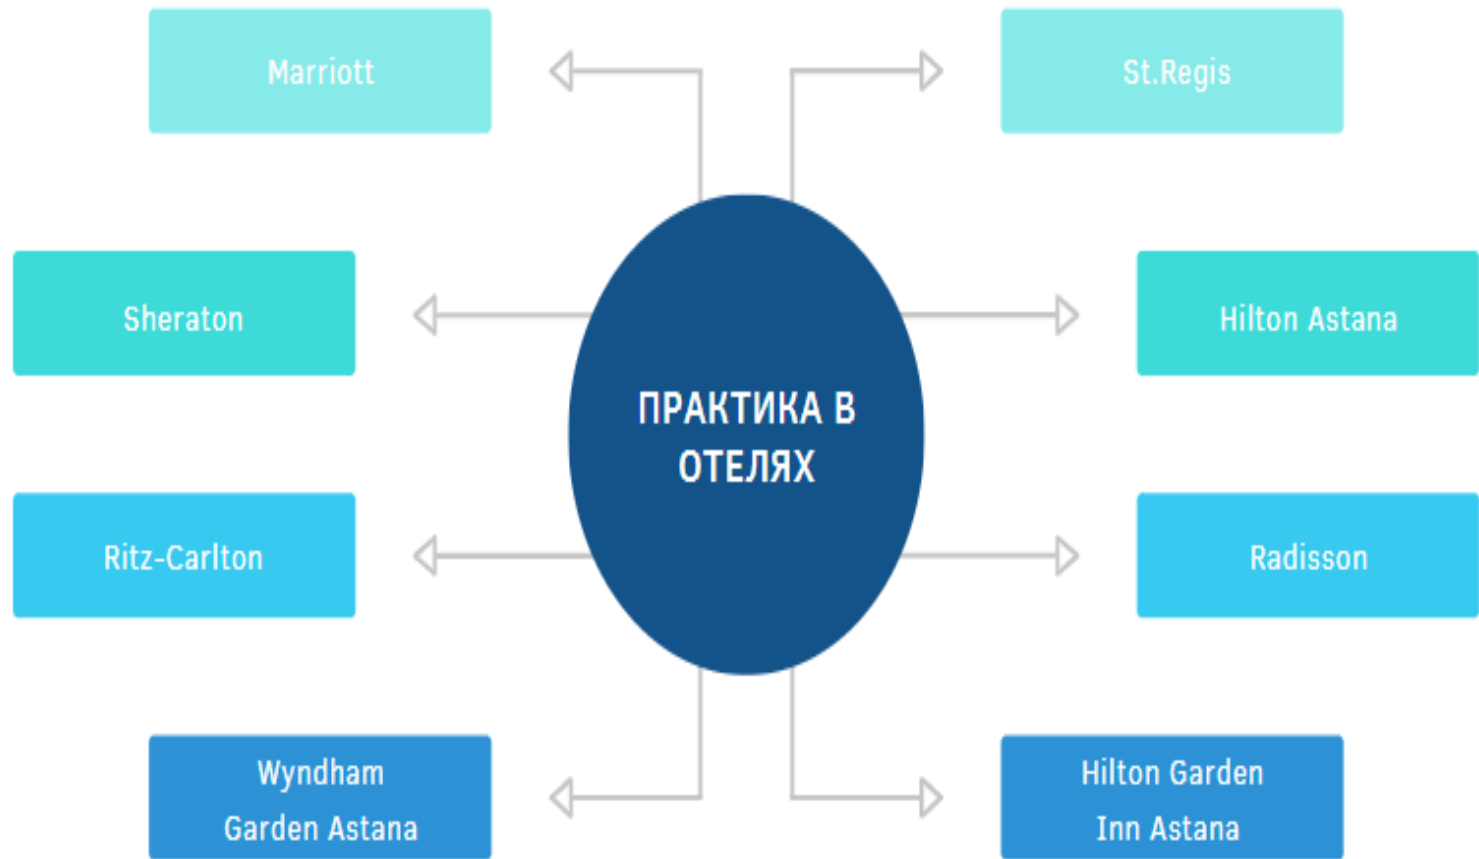 Marriott
St.Regis
Sheraton
Hilton Astana
ПРАКТИКА В
ОТЕЛЯХ
Ritz-Carlton
Radisson
Wyndham
Garden Astana
Hilton Garden
Inn Astana